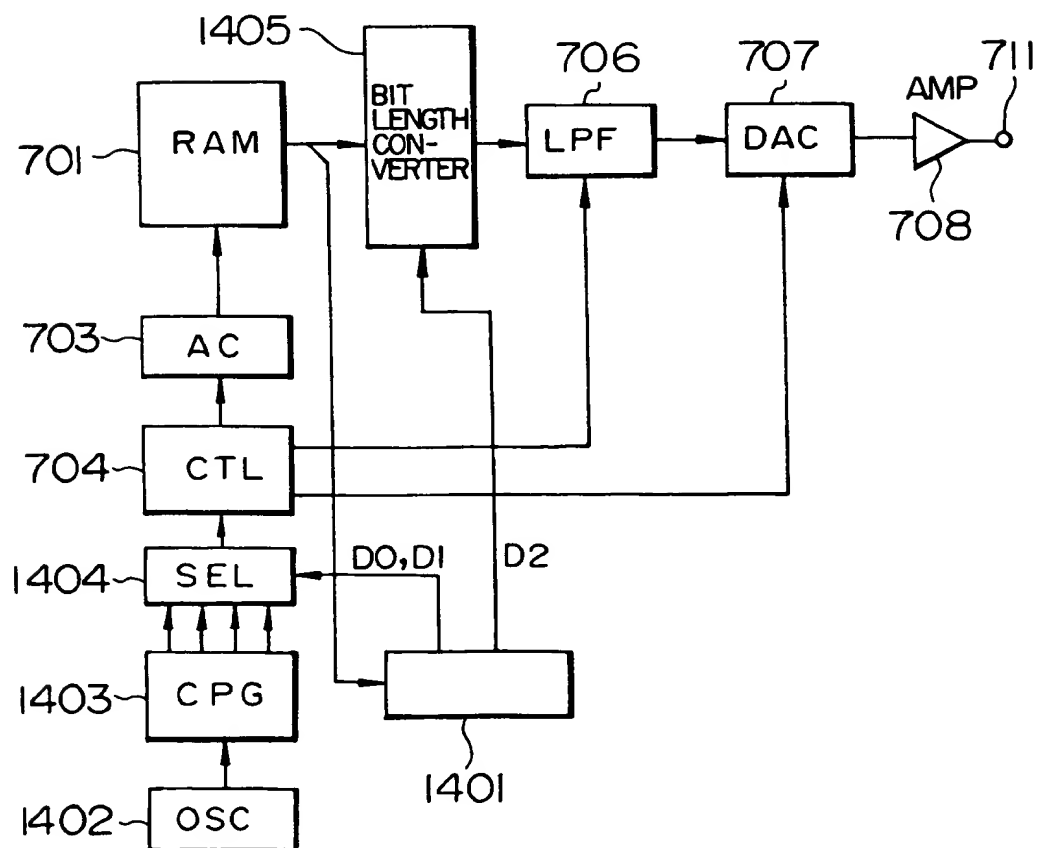 1405
706
707
711
AMP
701
RAM
BIT
LENGTH
CON-
VERTER
LPF
DAC
708
703
AC
704
CTL
1404
SEL
D0, D1
D2
1403
CPG
1401
1402
OSC